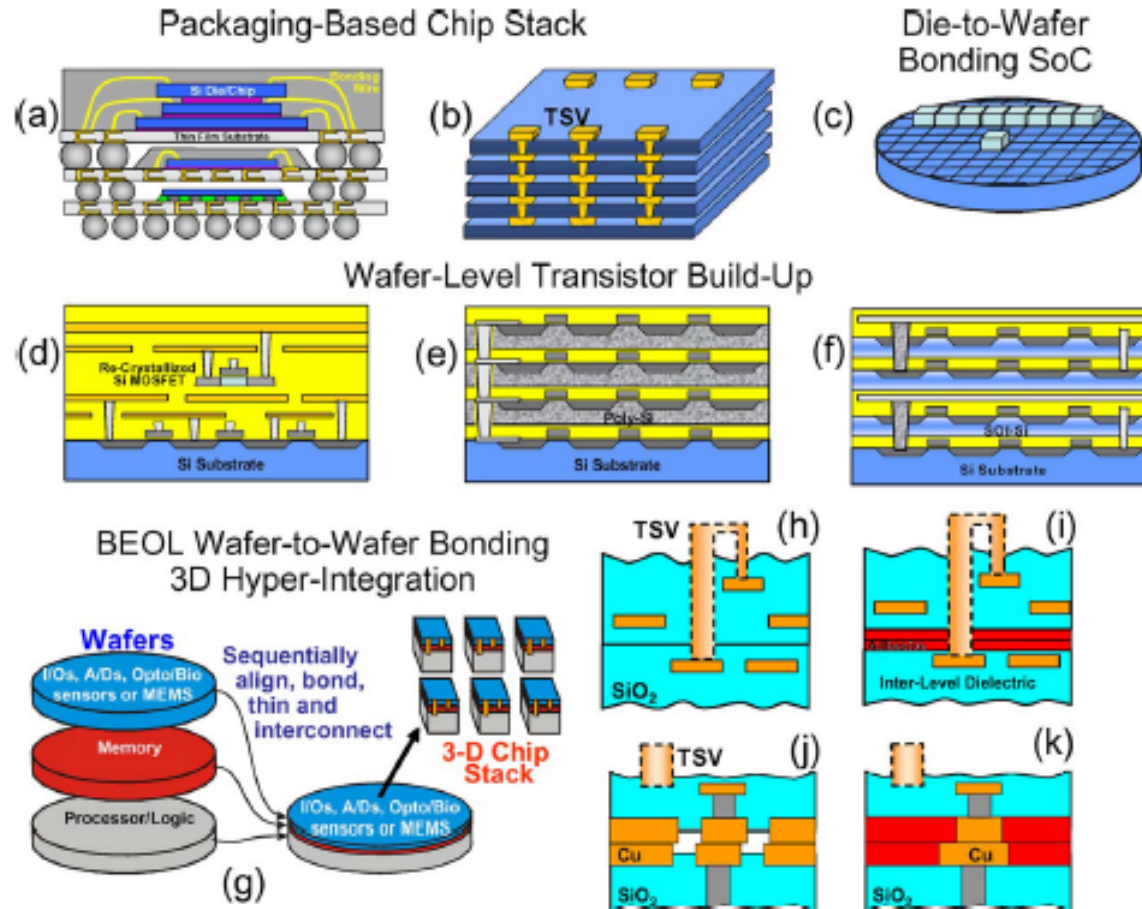 Packaging-Based Chip Stack
Die-to-Wafer
Bonding SoC
(a)
Bonding
Wire
Si Die/Chip
Thin Film Substrate
(b)
TSV
(c)
Wafer-Level Transistor Build-Up
(d)
Re-Crystallized
Si MOSFET
Si Substrate
(e)
Poly-Si
Si Substrate
(f)
SOI-Si
Si Substrate
BEOL Wafer-to-Wafer Bonding
3D Hyper-Integration
Wafers
I/Os, A/Ds, Opto/Bio
sensors or MEMS
Memory
Processor/Logic
Sequentially
align, bond,
thin and
interconnect
3-D Chip
Stack
I/Os, A/Ds, Opto/Bio
sensors or MEMS
(g)
TSV
(h)
SiO2
(i)
Inter-Level Dielectric
TSV
(j)
Cu
SiO2
(k)
Cu
SiO2